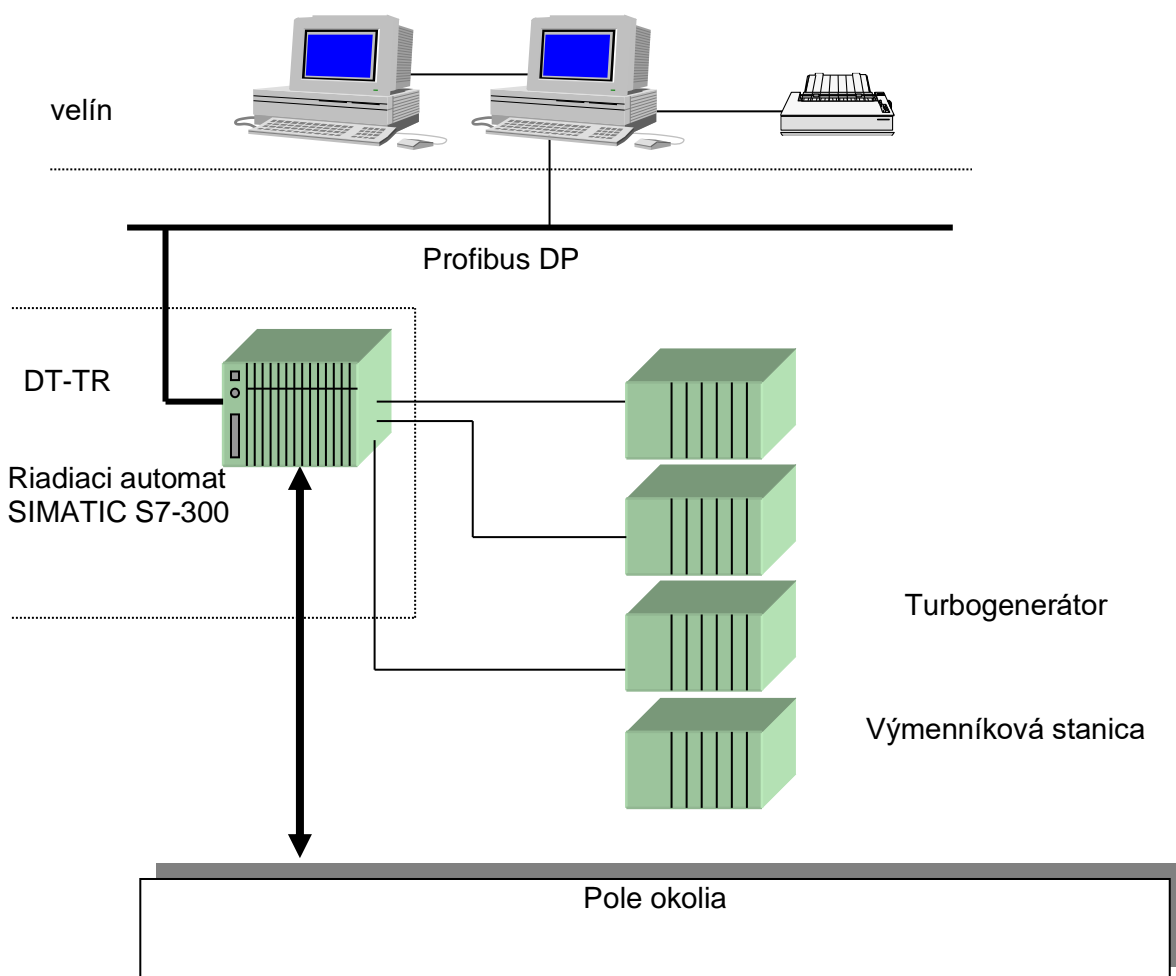 velín
Profibus DP
DT-TR
Riadiaci automat
SIMATIC S7-300
Turbogenerátor
Výmenníková stanica
Pole okolia